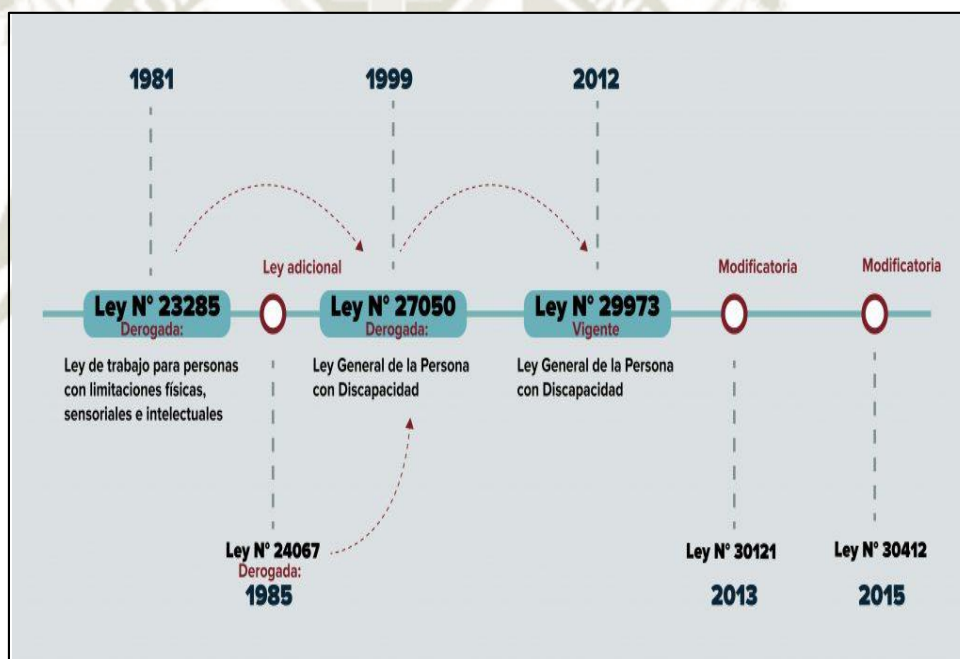 1981
1999
2012
Ley adicional
Modificatoria
Modificatoria
Ley N° 23285
Derogada:
Ley N° 27050
Derogada:
Ley N° 29973
Vigente
Ley de trabajo para personas
con limitaciones físicas,
sensoriales e intelectuales
Ley General de la Persona
con Discapacidad
Ley General de la Persona
con Discapacidad
Ley N° 24067
Derogada:
1985
Ley N° 30121
2013
Ley N° 30412
2015